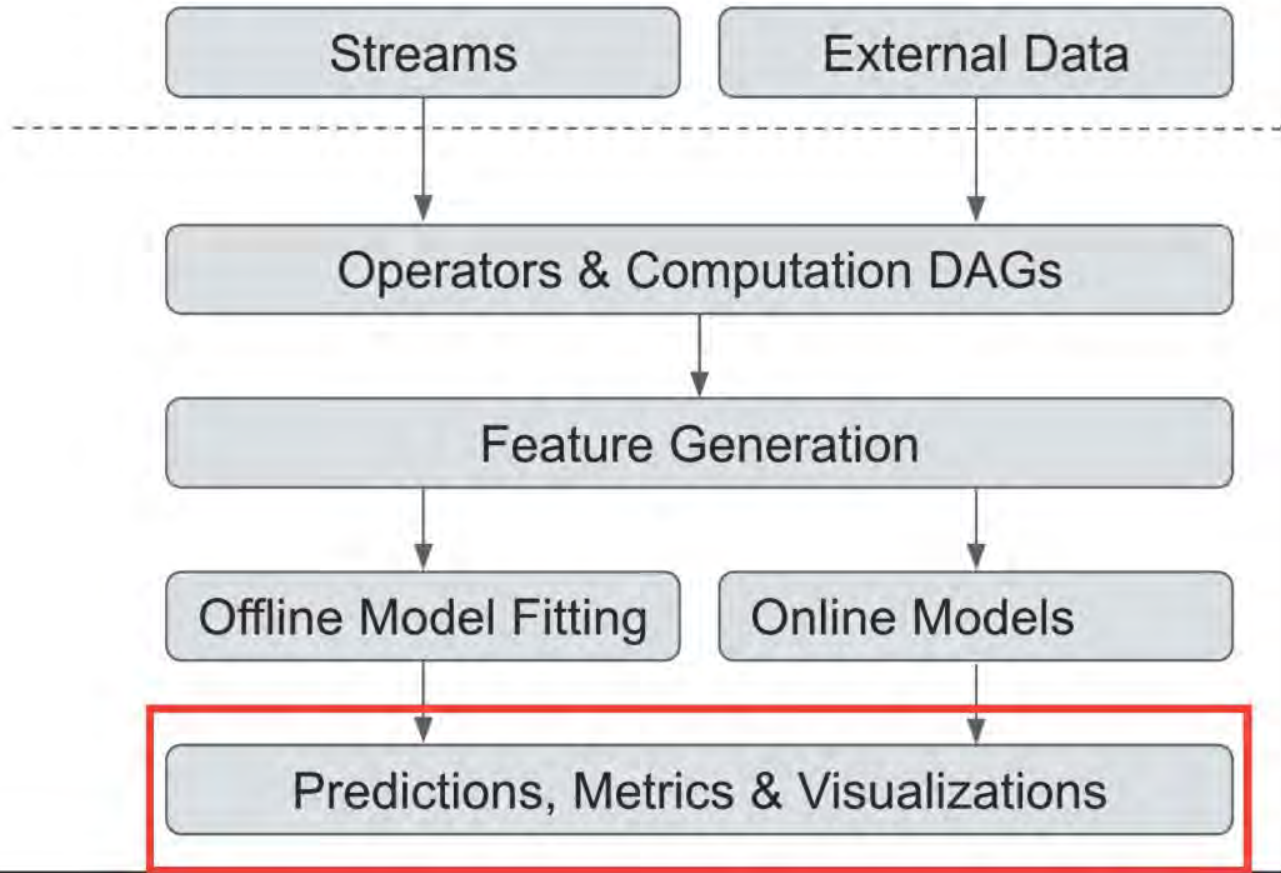 Streams
External Data
Operators & Computation DAGs
Feature Generation
Offline Model Fitting
Online Models
Predictions, Metrics & Visualizations